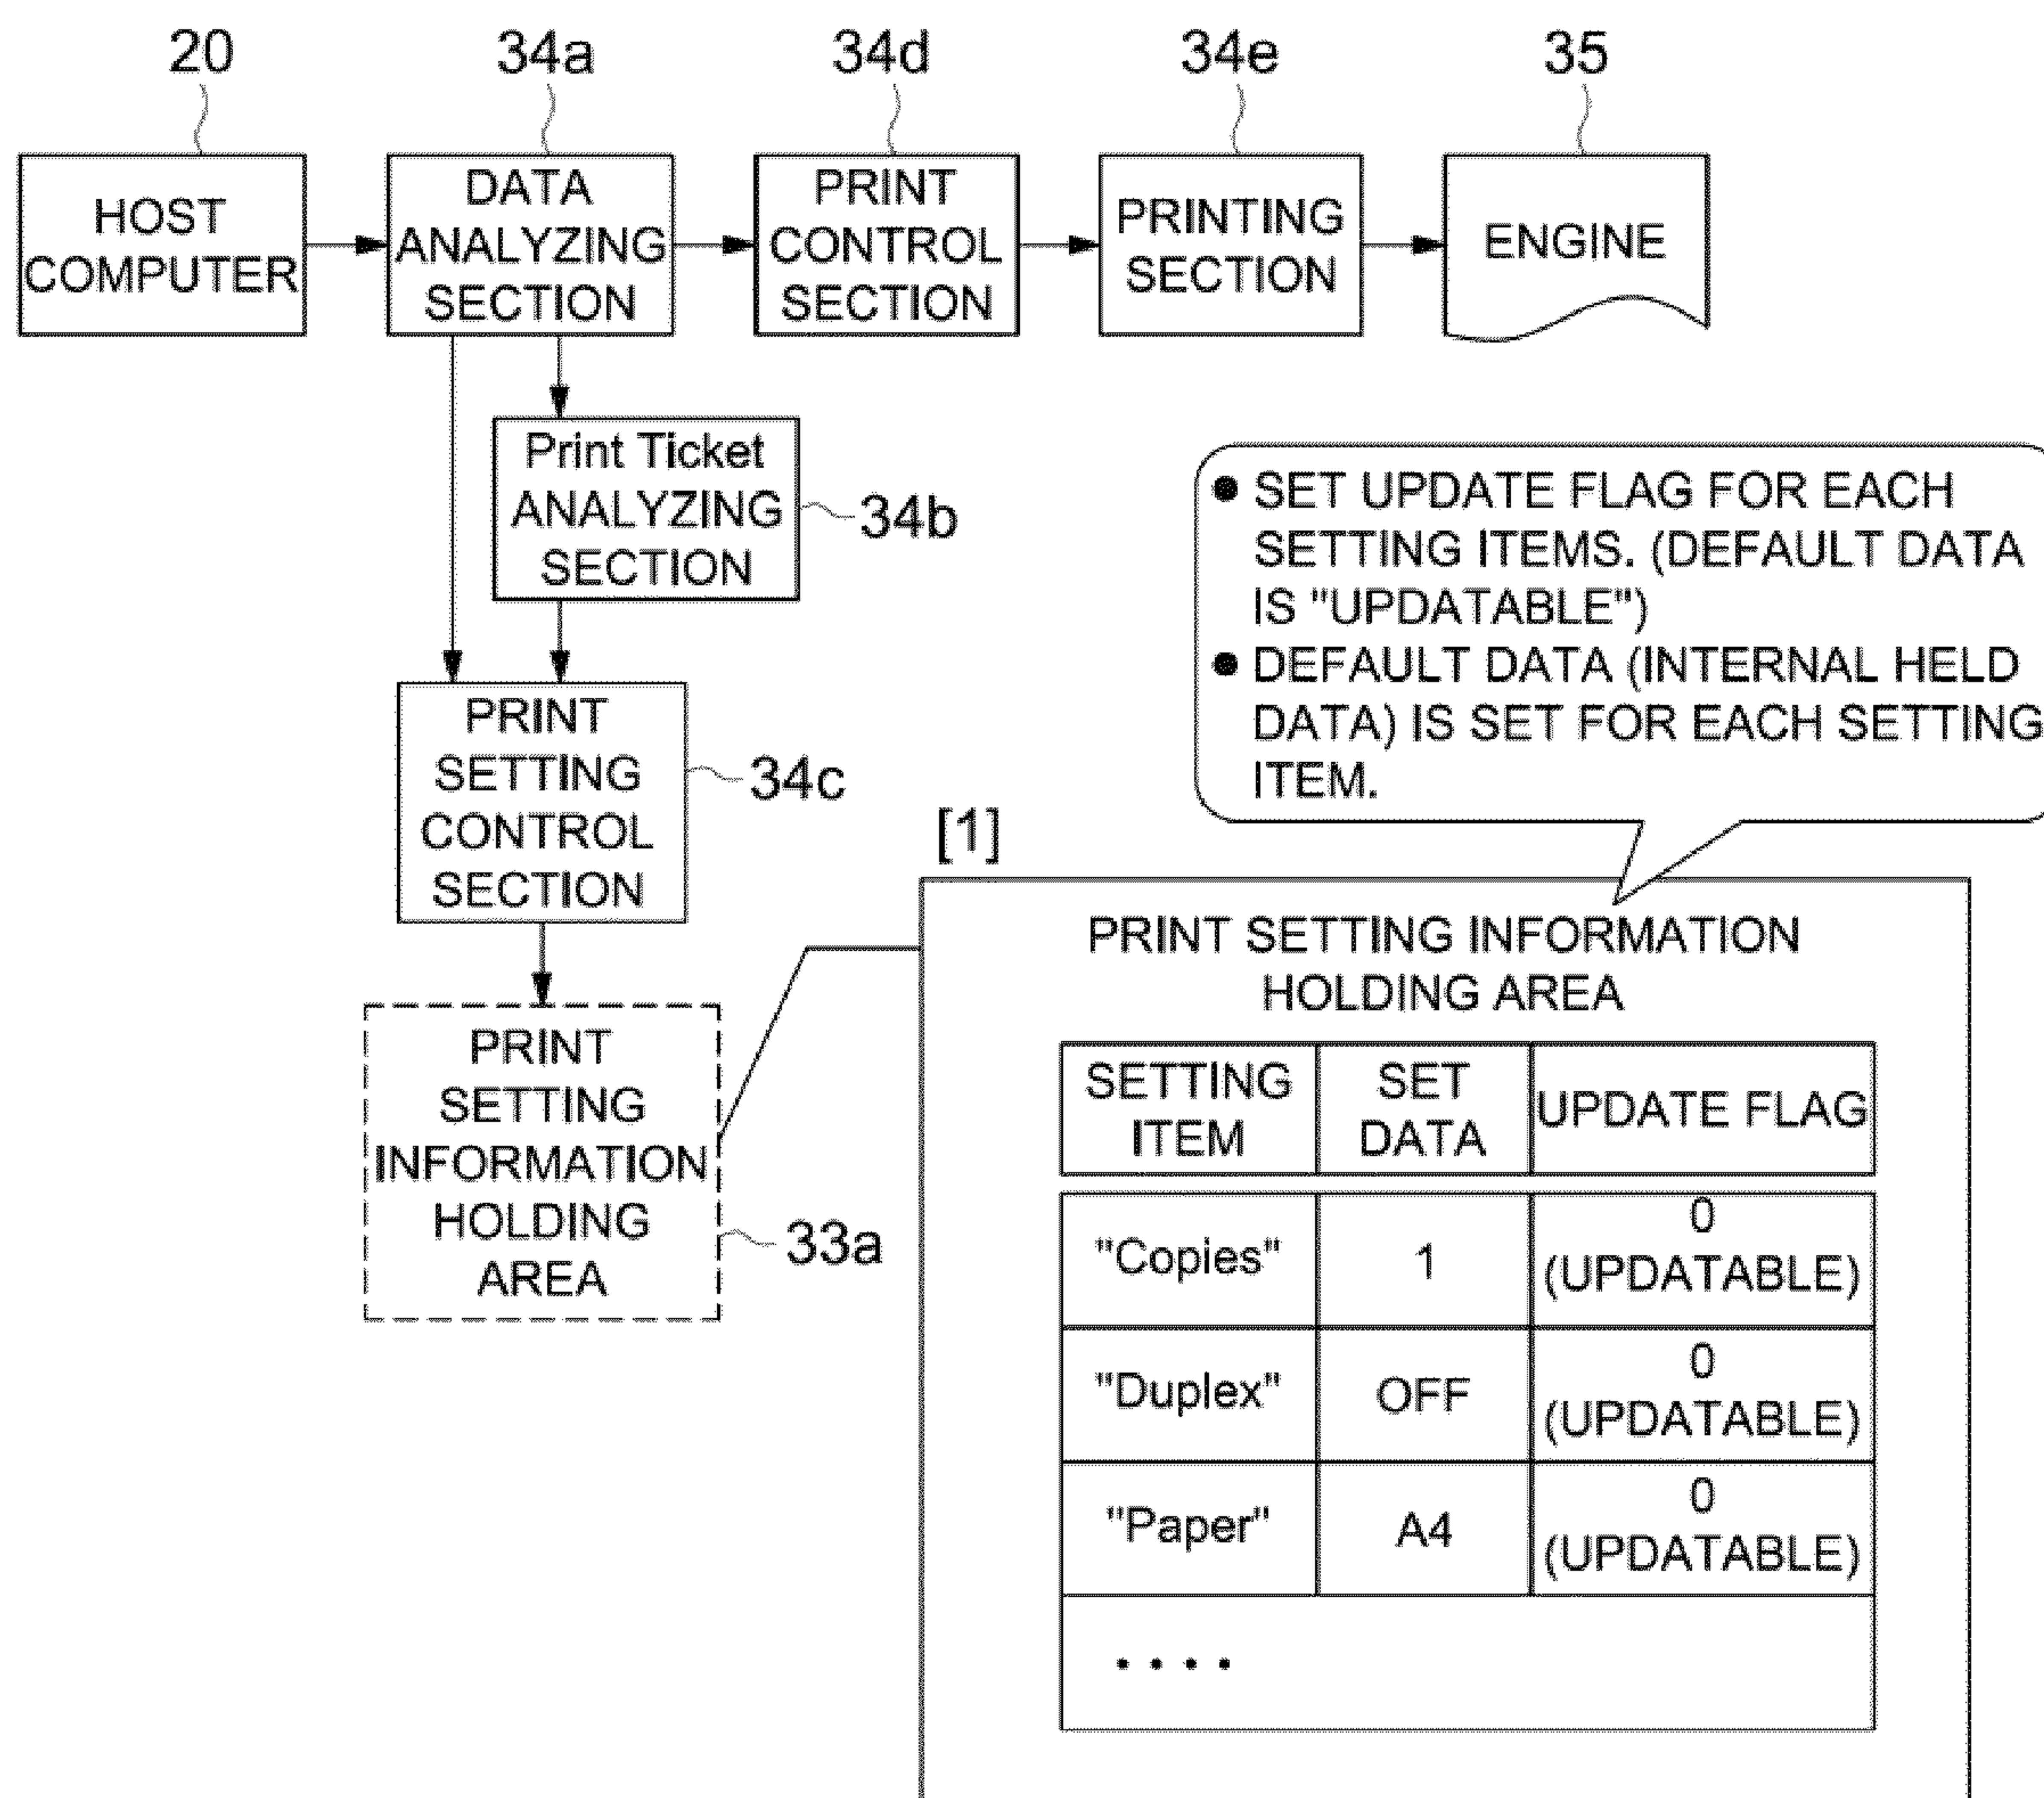 20
34a
34d
34e
35
HOST
COMPUTER
DATA
ANALYZING
SECTION
PRINT
CONTROL
SECTION
PRINTING
SECTION
ENGINE
Print Ticket
ANALYZING
SECTION
34b
PRINT
SETTING
CONTROL
SECTION
34c
PRINT
SETTING
INFORMATION
HOLDING
AREA
33a
● SET UPDATE FLAG FOR EACH
SETTING ITEMS. (DEFAULT DATA
IS "UPDATABLE")
● DEFAULT DATA (INTERNAL HELD
DATA) IS SET FOR EACH SETTING
ITEM.
[1]
PRINT SETTING INFORMATION
HOLDING AREA
SETTING
ITEM
SET
DATA
UPDATE FLAG
"Copies"
1
0
(UPDATABLE)
"Duplex"
OFF
0
(UPDATABLE)
"Paper"
A4
0
(UPDATABLE)
....